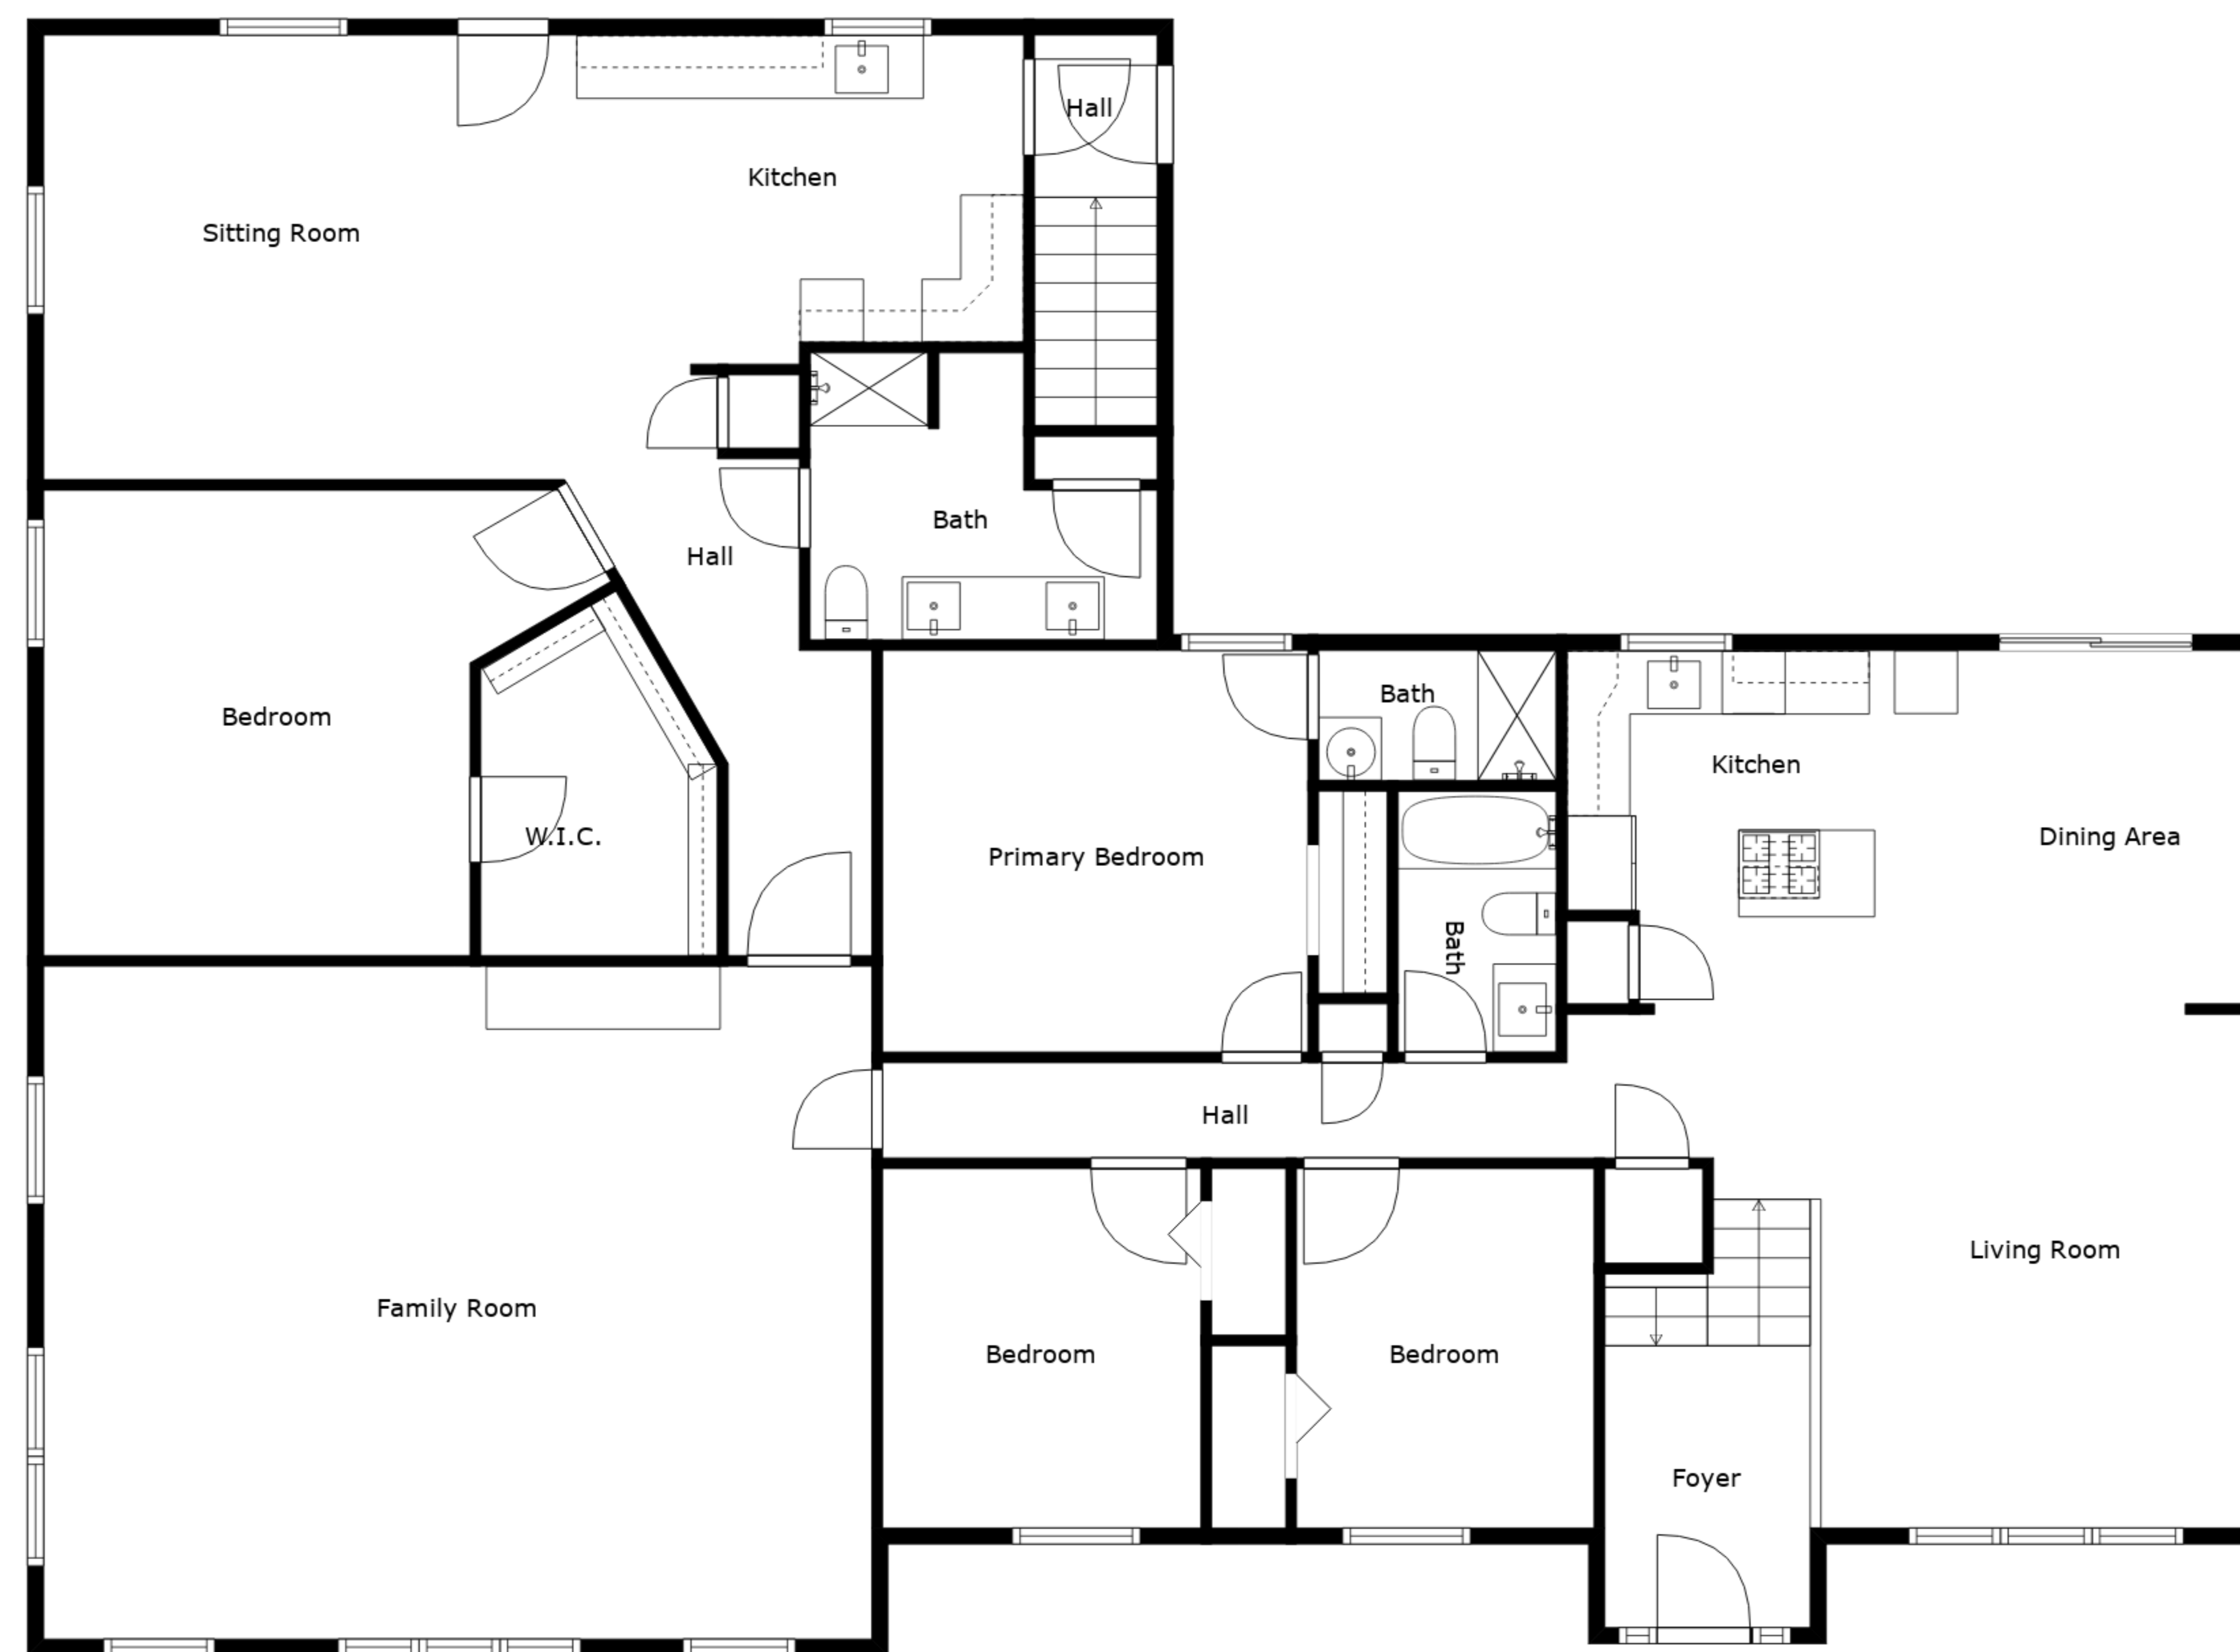 Hall
Kitchen
Sitting Room
Bath
Hall
Bedroom
Bath
Kitchen
W.I.C.
Primary Bedroom
Dining Area
Bath
Hall
Living Room
Family Room
Bedroom
Bedroom
Foyer